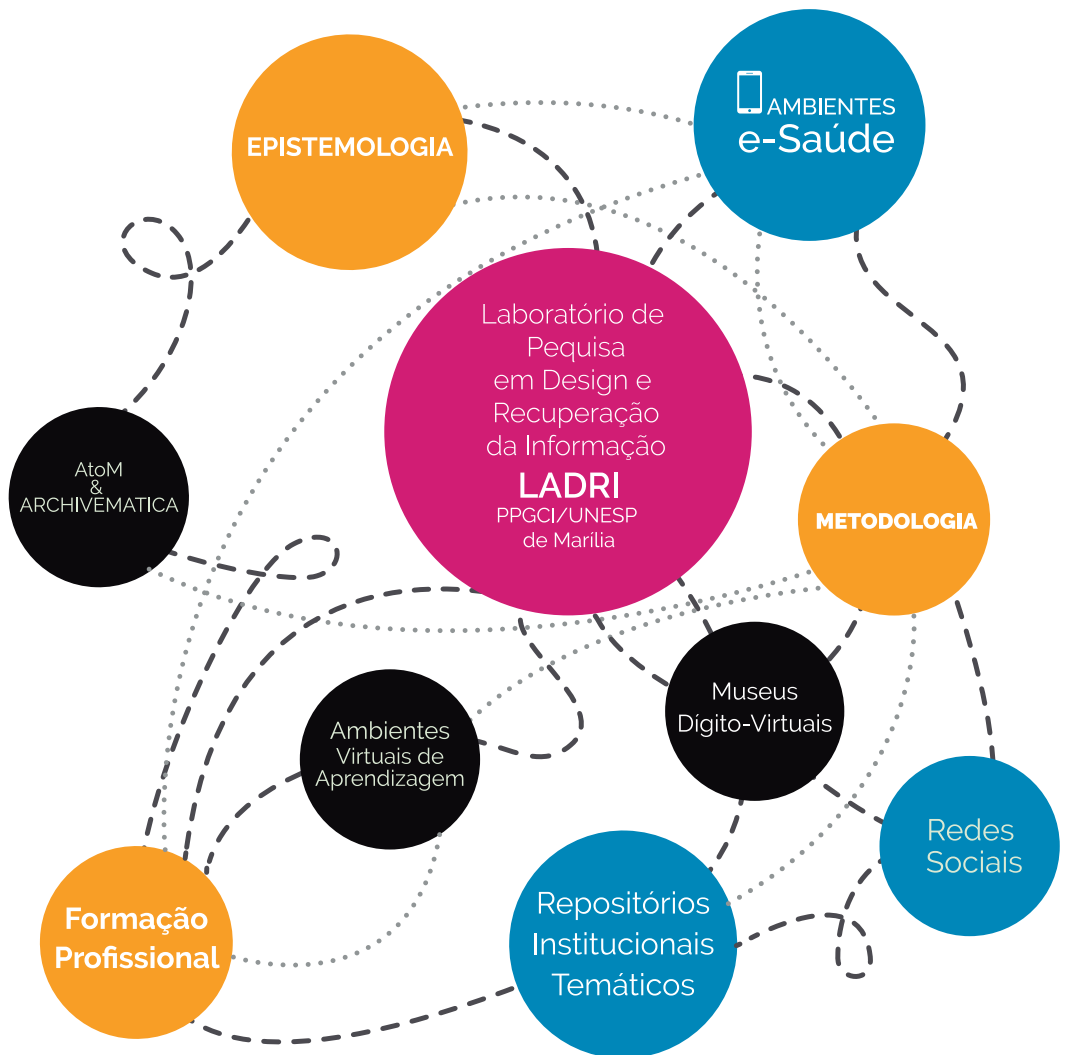 EPISTEMOLOGIA
AMBIENTES
e-Saúde
Laboratório de
Pequisa
em Design e
Recuperação
da Informação
LADRI
PPGCI/UNESP
de Marília
AtoM
&
ARCHIVEMATICA
METODOLOGIA
Museus
Dígito-Virtuais
Ambientes
Virtuais de
Aprendizagem
Redes
Sociais
Formação
Profissional
Repositórios
Institucionais
Temáticos